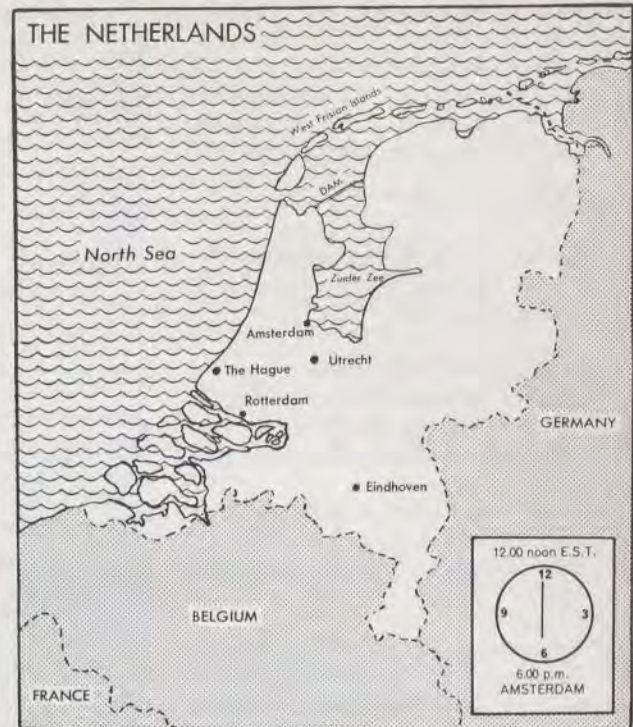 THE NETHERLANDS
West Frisian Islands
DAM
North Sea
Zuider Zee
Amsterdam
Utrecht
The Hague
Rotterdam
GERMANY
Eindhoven
12.00 noon E.S.T.
12
9 3
6
6.00 p.m.
AMSTERDAM
BELGIUM
FRANCE